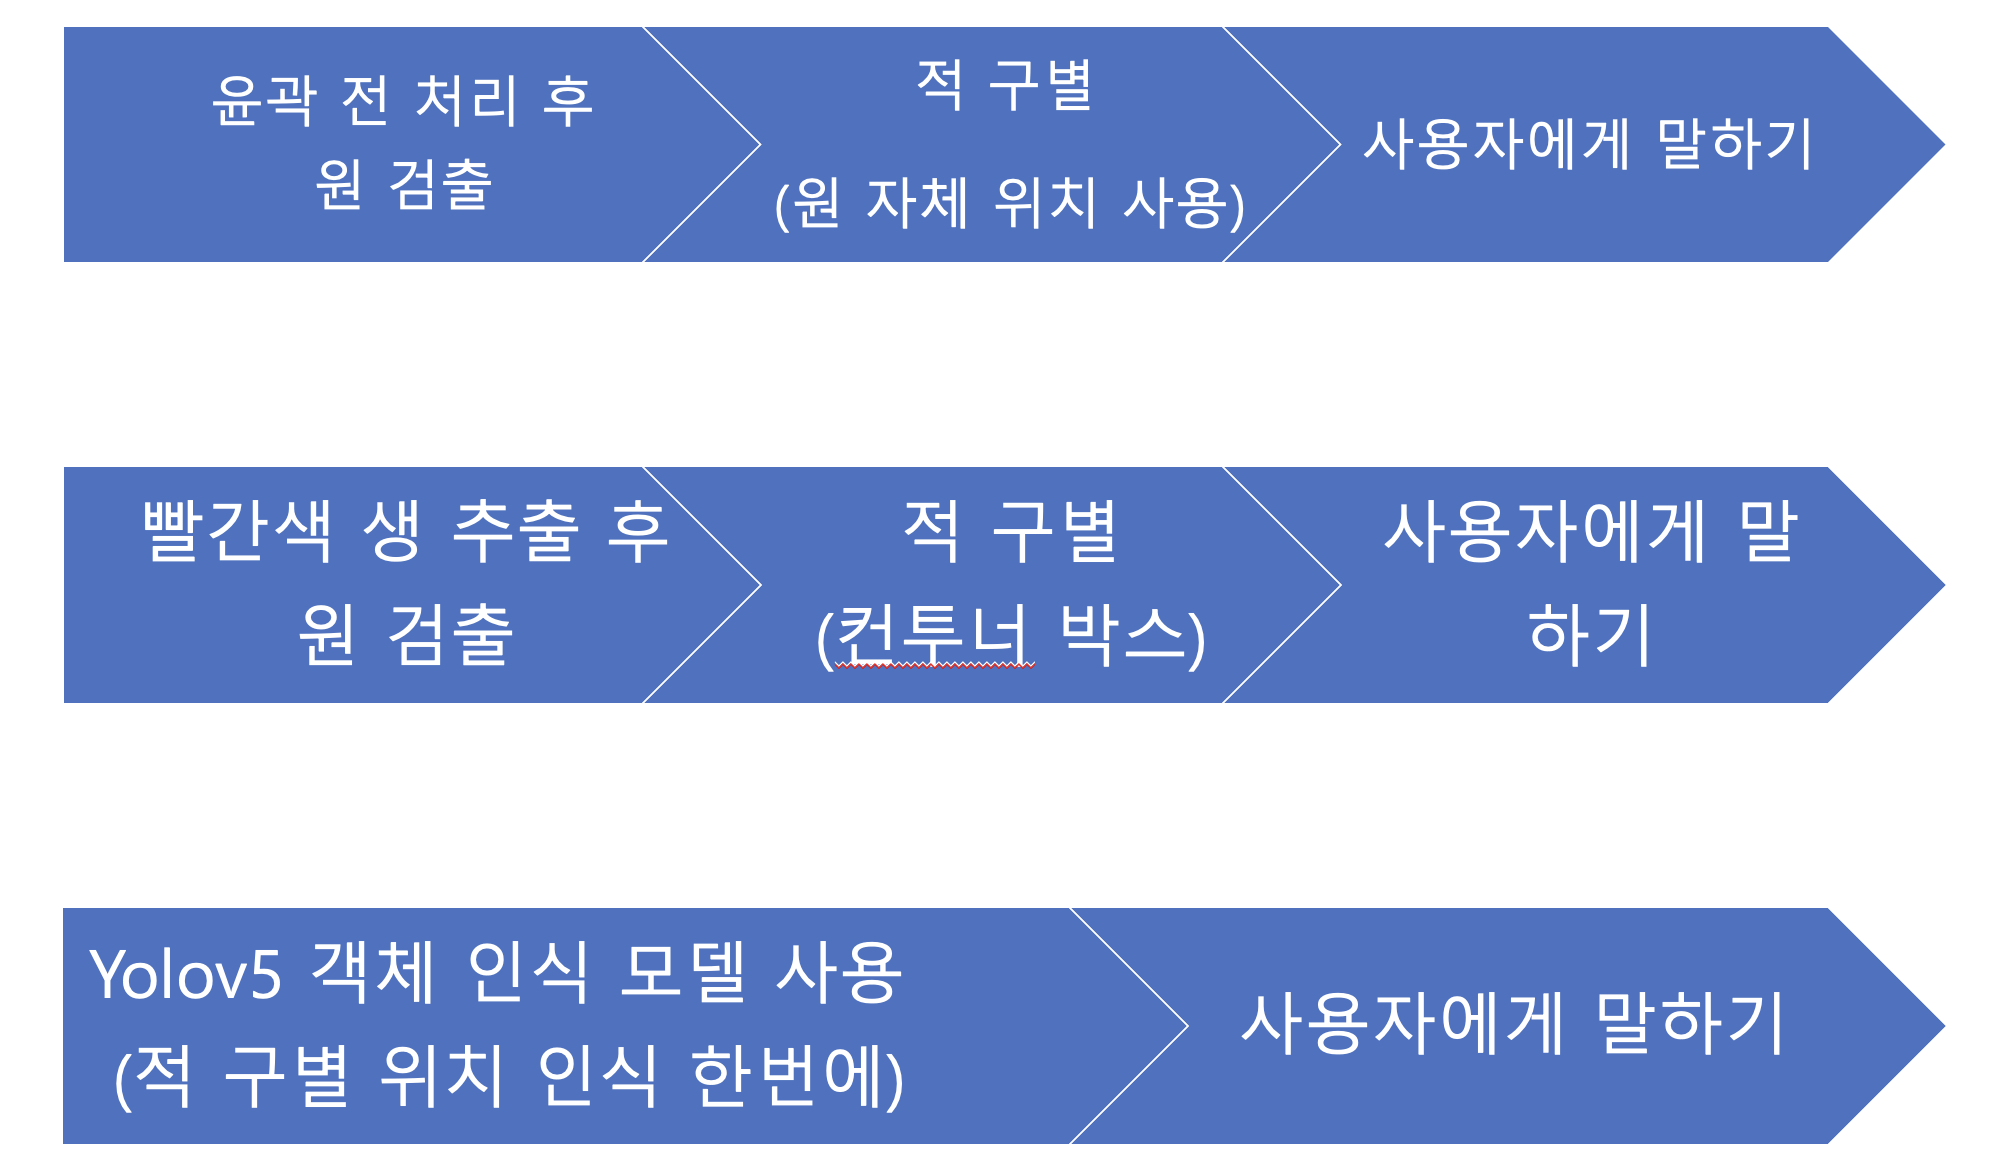 윤곽 전 처리 후
원 검출
적 구별
(원 자체 위치 사용)
사용자에게 말하기
빨간색 생 추출 후
원 검출
적 구별
(컨투너 박스)
사용자에게 말
하기
Yolov5 객체 인식 모델 사용
(적 구별 위치 인식 한번에)
사용자에게 말하기